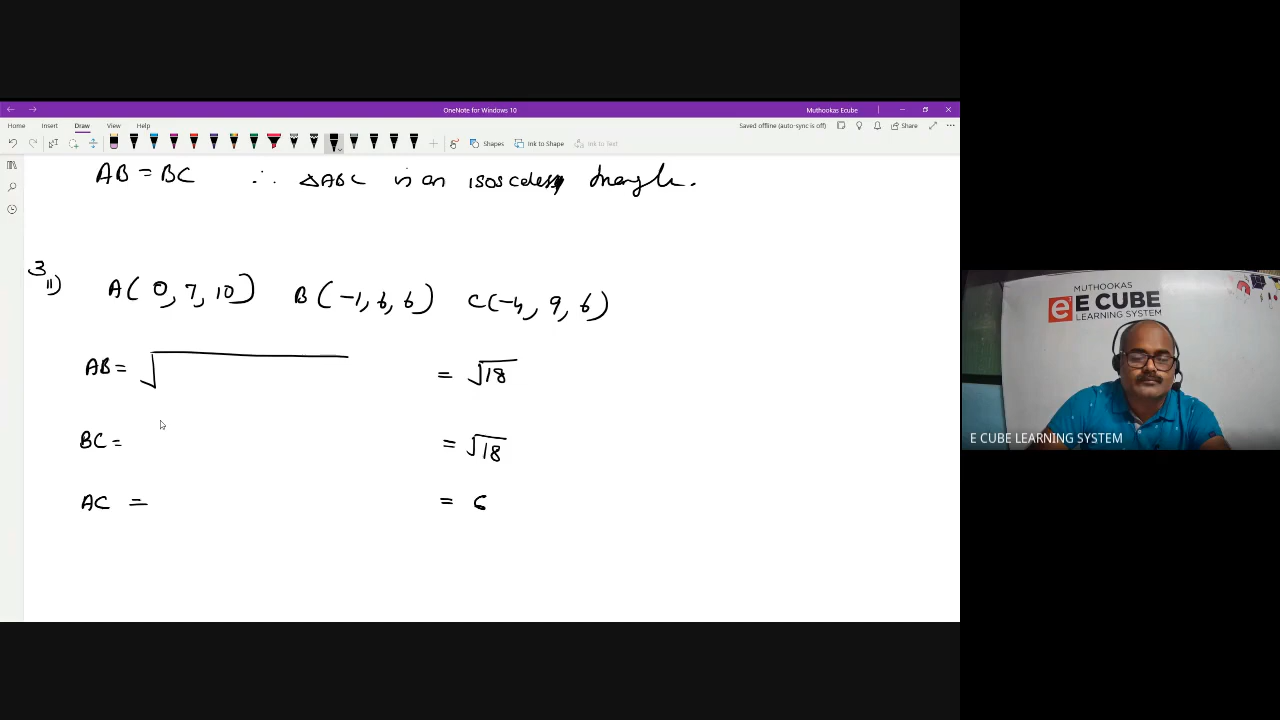 OneNote for Windows 10
Muthookas Ecube
Home Insert Draw View Help
Saved offline (auto-sync is off)
Share
Shapes
Ink to Shape
Ink to Text
AB = BC ∴ △ABC is an isosceles triangle.
3
ii) A( 0, 7, 10) B (-1, 6, 6) C(-4, 9, 6)
AB = √ = √18
BC = = √18
AC = = 6
MUTHOOKAS
e E CUBE
LEARNING SYSTEM
E CUBE LEARNING SYSTEM